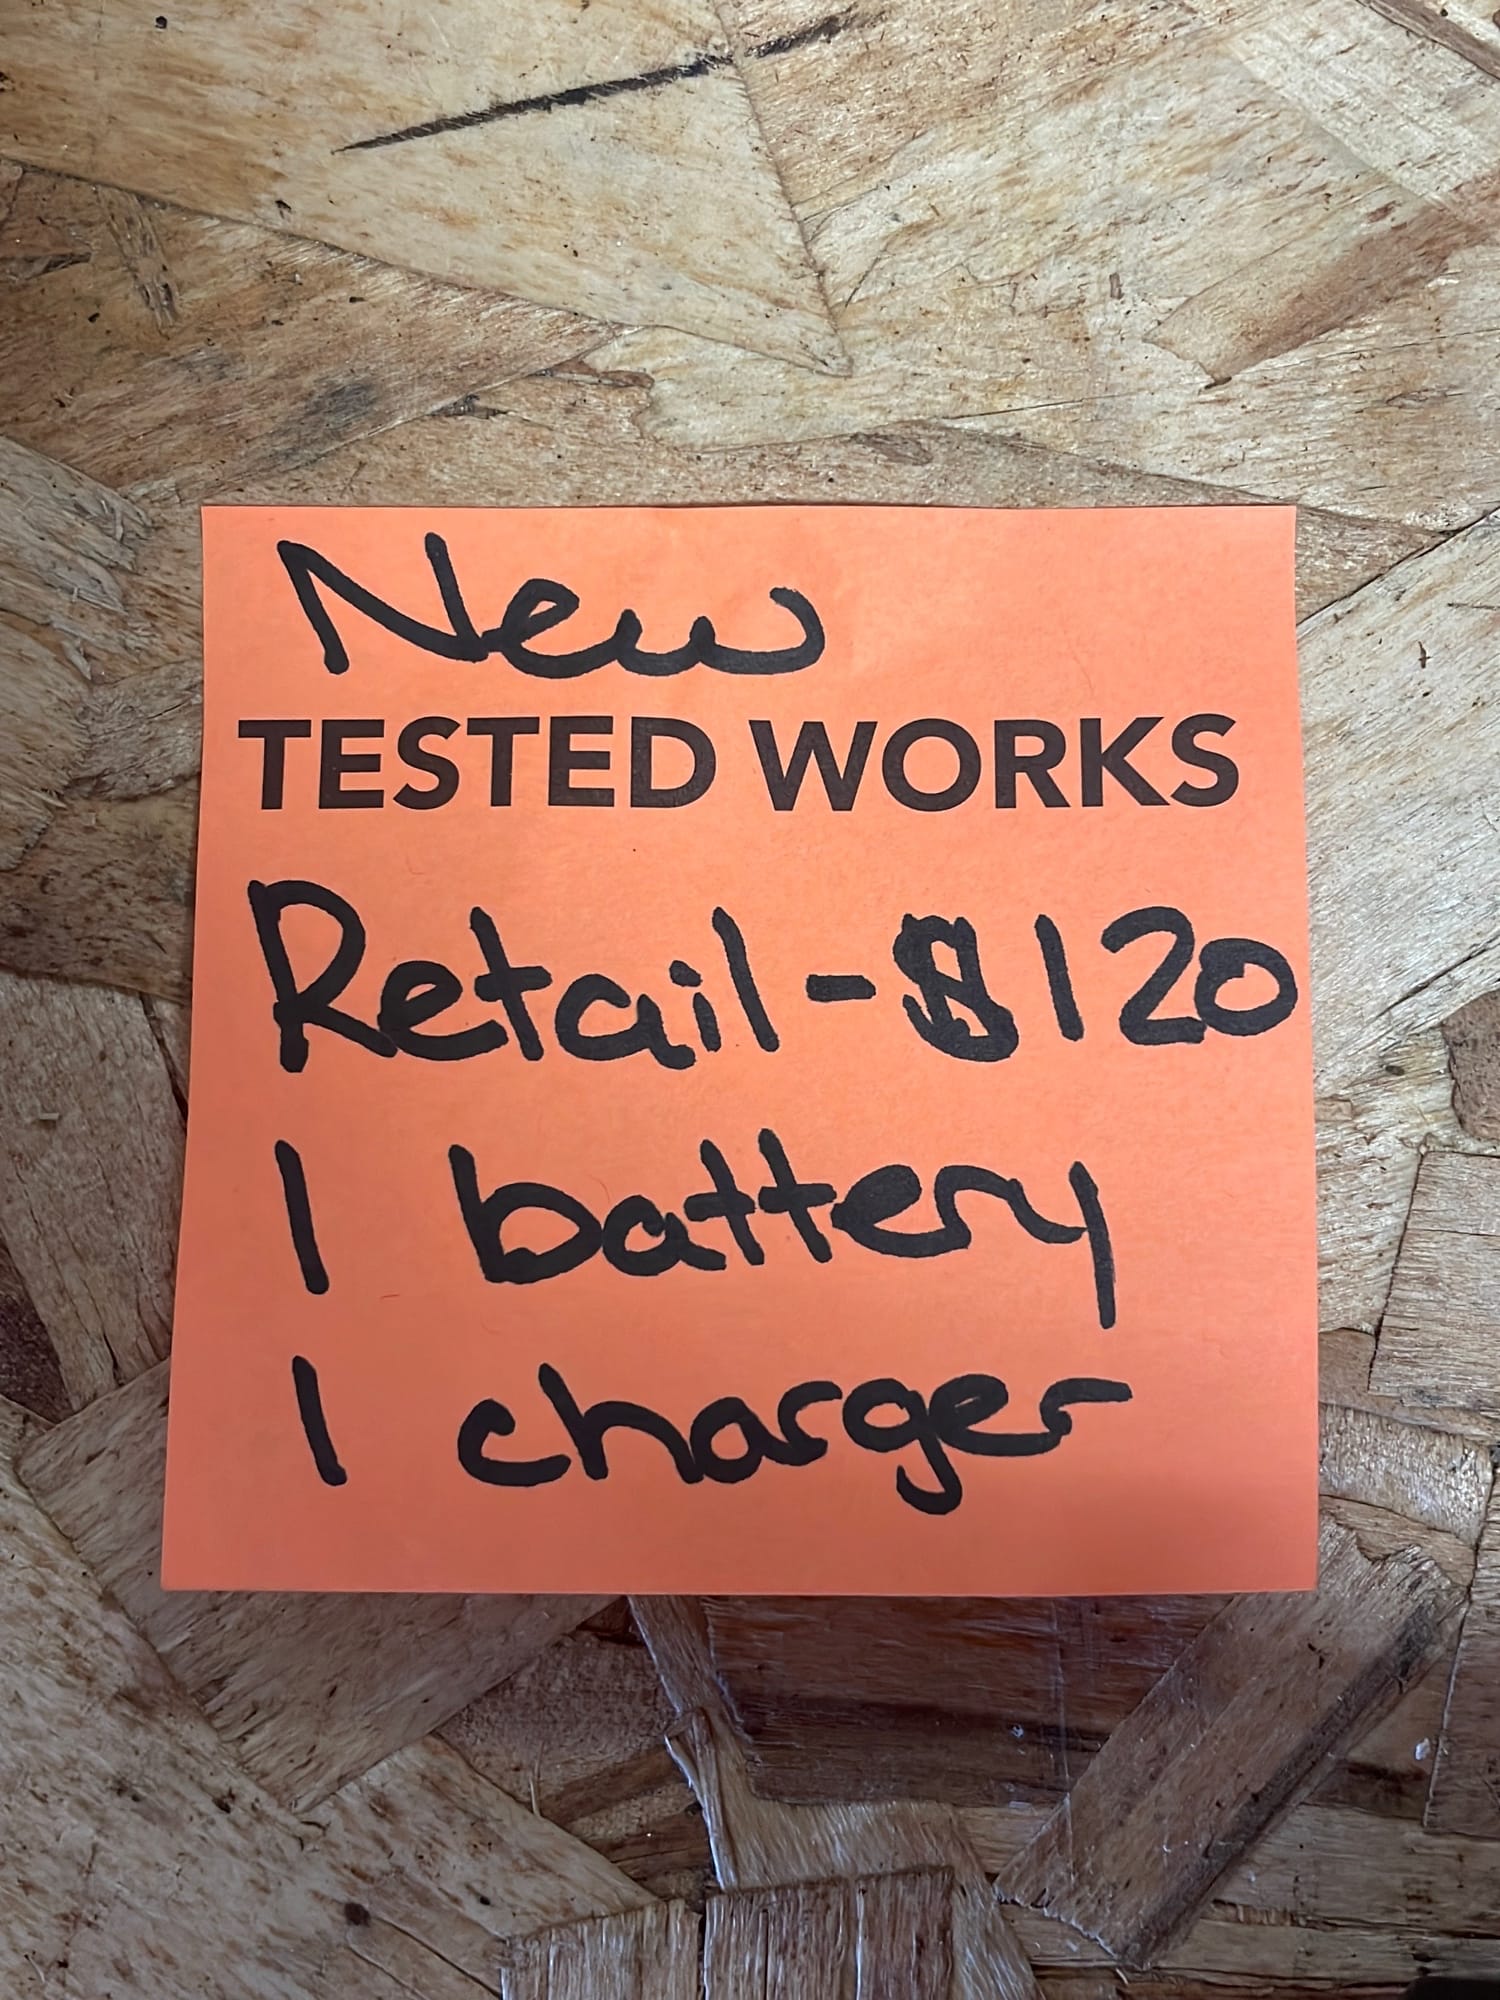 New
TESTED WORKS
Retail-$120
1 battery
1 charger